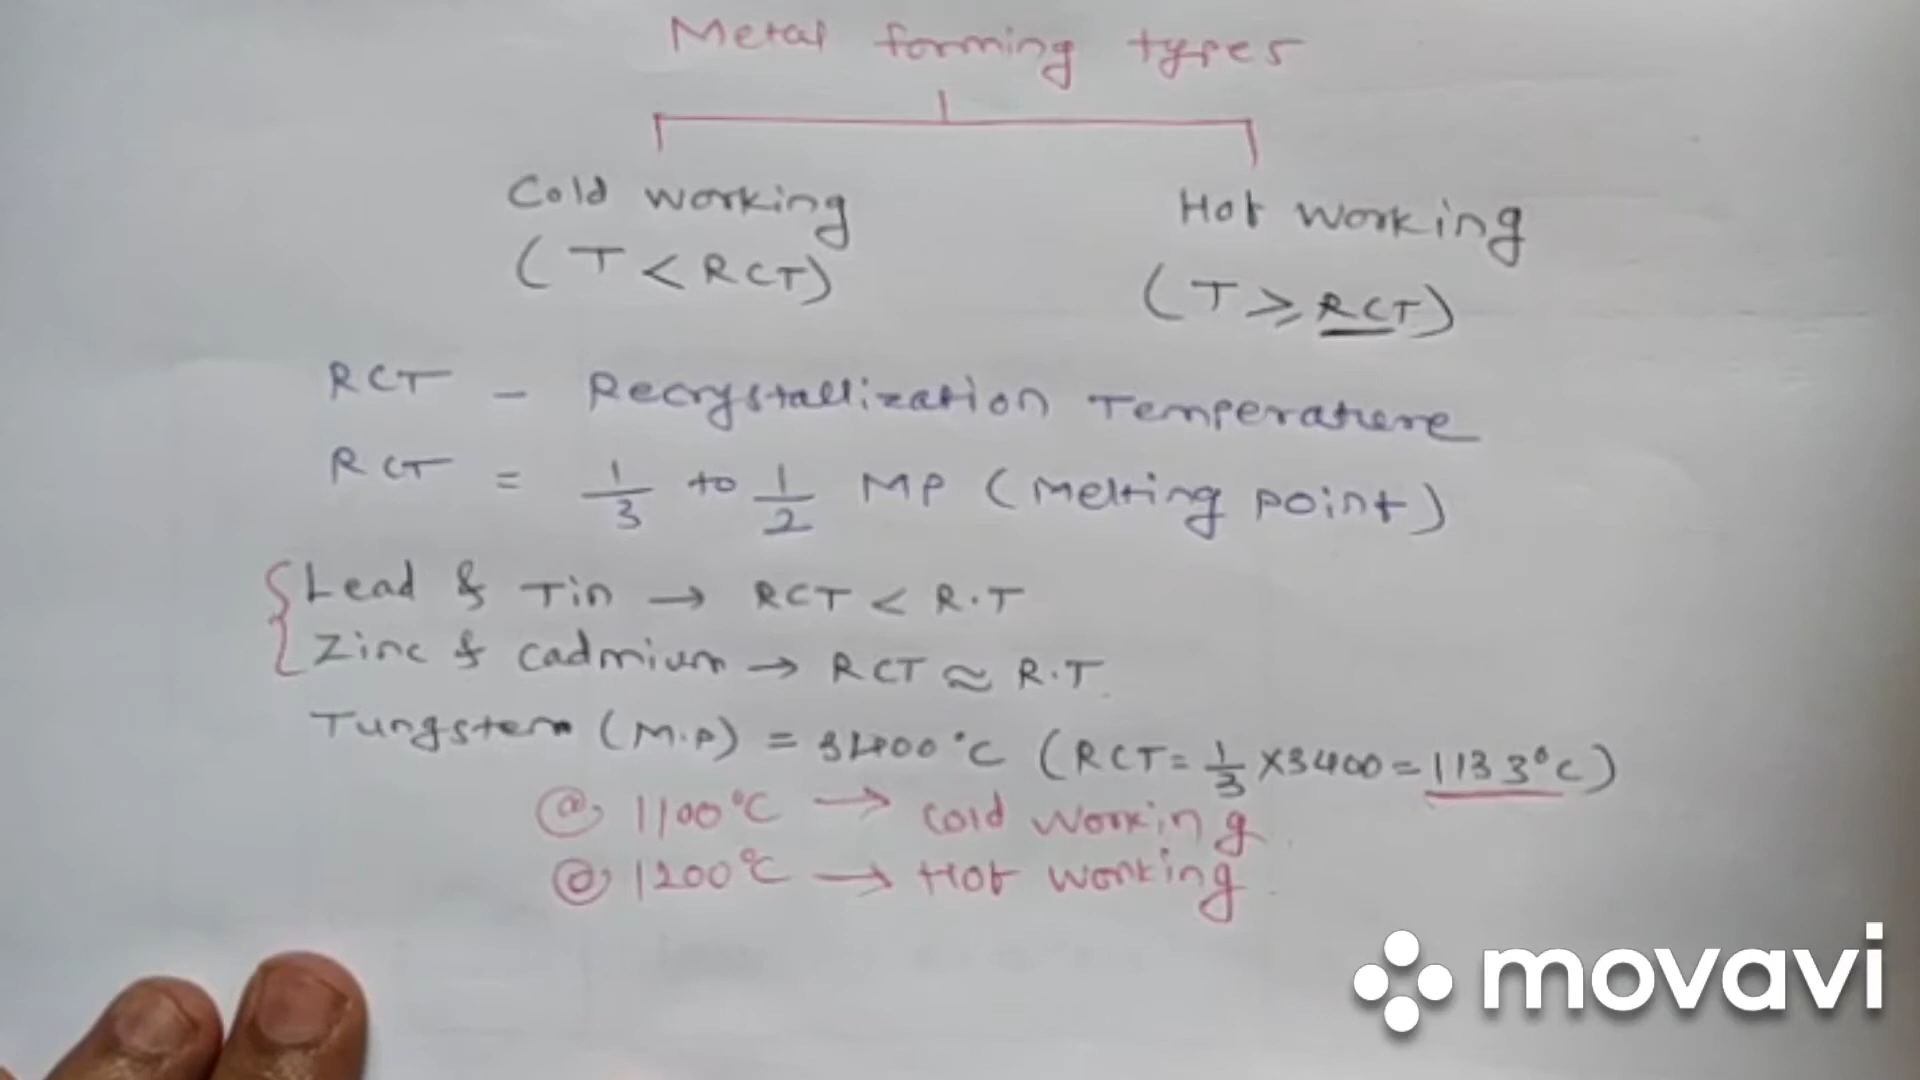 Metal forming types
Cold working
Hot working
(T < RCT)
(T ≥ RCT)
RCT - Recrystallization Temperature
RCT = 1/3 to 1/2 MP (Melting point)
Lead & Tin → RCT < R.T
Zinc & cadmium → RCT ≈ R.T
Tungsten (M.P) = 3400°C (RCT = 1/3 × 3400 = 1133°C)
@ 1100°C → cold working
@ 1200°C → Hot working
movavi